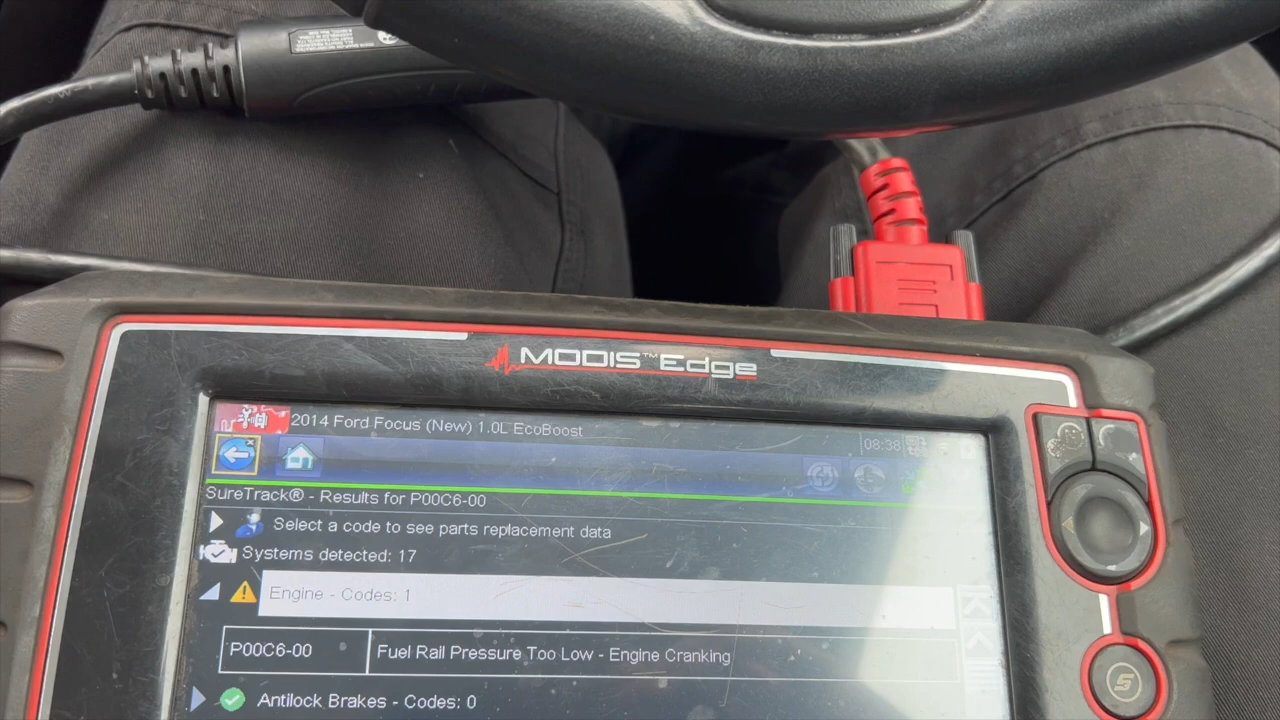 MODIS™ Edge
2014 Ford Focus (New) 1.0L EcoBoost
08:38
SureTrack® - Results for P00C6-00
Select a code to see parts replacement data
Systems detected: 17
Engine - Codes: 1
P00C6-00 Fuel Rail Pressure Too Low - Engine Cranking
Antilock Brakes - Codes: 0
S